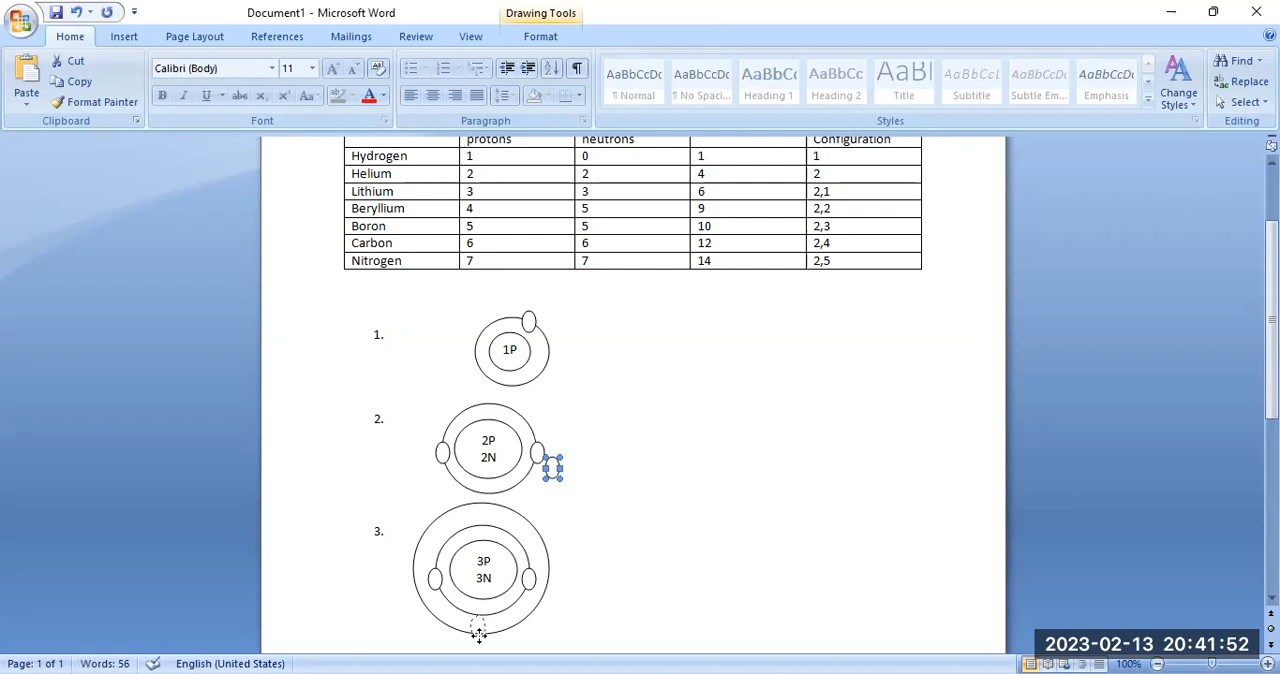 Document1 - Microsoft Word
Drawing Tools
Home Insert Page Layout References Mailings Review View Format
Paste
Cut
Copy
Format Painter
Clipboard
Calibri (Body) 11
B I U abc x₂ x² Aa
Font
Paragraph
AaBbCcDc AaBbCcDc AaBbC AaBbCc AaBl AaBbCcL AaBbCcDc AaBbCcDc
¶ Normal ¶ No Spaci... Heading 1 Heading 2 Title Subtitle Subtle Em... Emphasis
Change Styles
Styles
Find
Replace
Select
Editing
protons neutrons Configuration
Hydrogen 1 0 1 1
Helium 2 2 4 2
Lithium 3 3 6 2,1
Beryllium 4 5 9 2,2
Boron 5 5 10 2,3
Carbon 6 6 12 2,4
Nitrogen 7 7 14 2,5
1.
1P
2.
2P
2N
3.
3P
3N
2023-02-13 20:41:52
Page: 1 of 1 Words: 56 English (United States) 100%